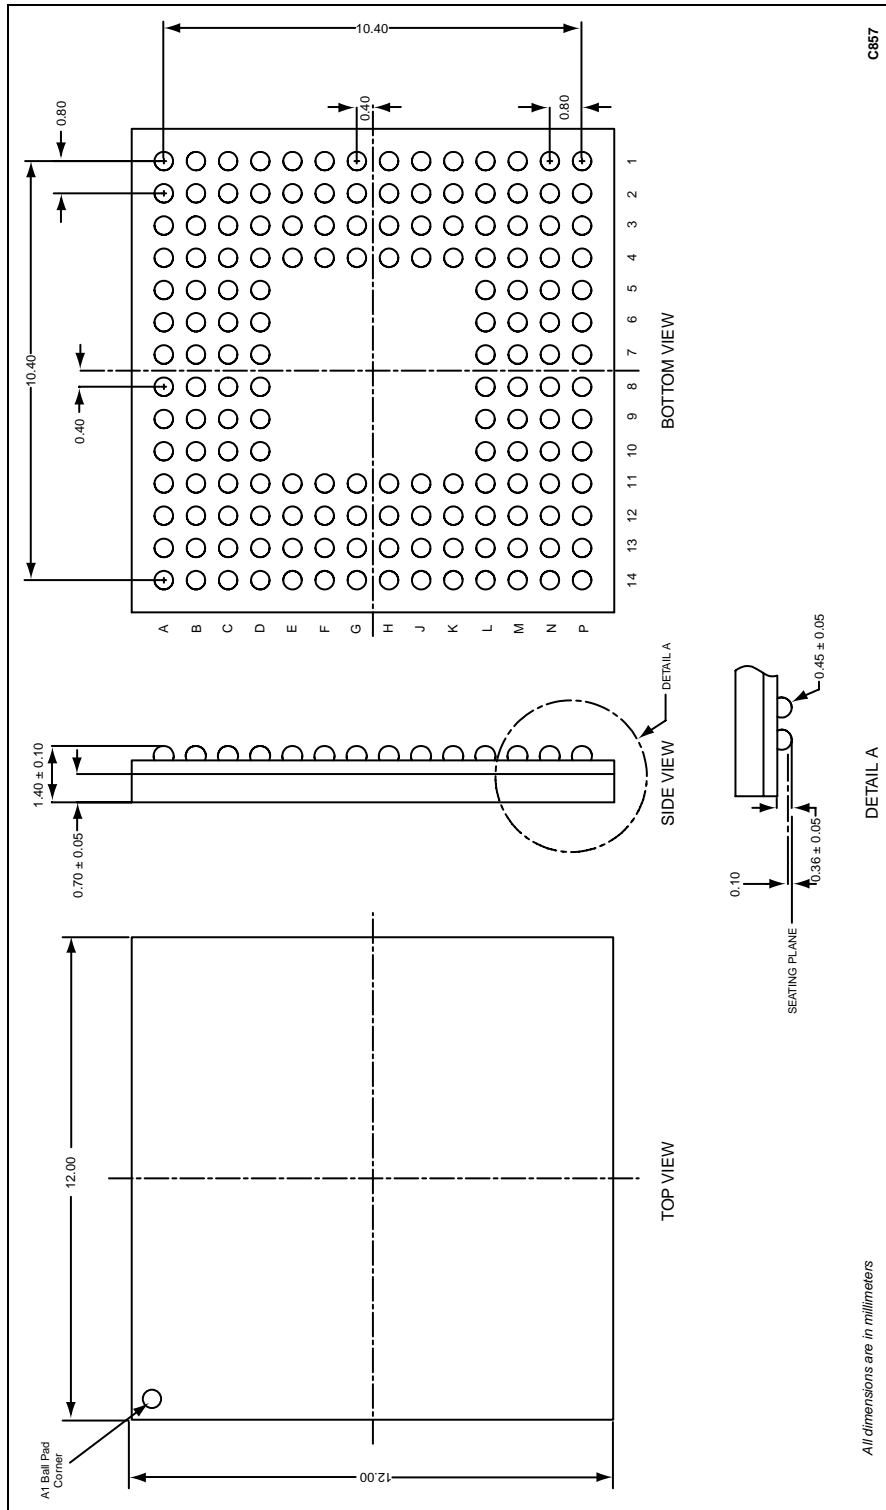 A1 Ball Pad
Corner
12.00
12.00
TOP VIEW
0.70 ± 0.05
1.40 ± 0.10
SIDE VIEW
DETAIL A
10.40
0.80
0.40
10.40
0.80
0.40
14 13 12 11 10 9 8 7 6 5 4 3 2 1
A
B
C
D
E
F
G
H
J
K
L
M
N
P
BOTTOM VIEW
SEATING PLANE
0.10
0.36 ± 0.05
0.45 ± 0.05
DETAIL A
All dimensions are in millimeters
C857